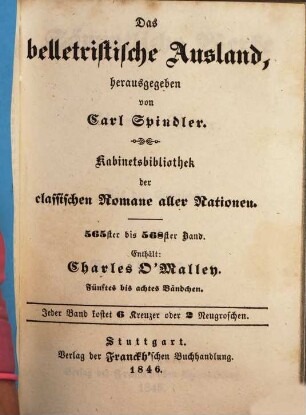 Das
belletristische Ausland,
herausgegeben
von
Carl Spindler.
Kabinetsbibliothek
der
classischen Romane aller Nationen.
565ster bis 568ster Band.
Enthält:
Charles O'Malley.
Fünftes bis achtes Bändchen.
Jeder Band kostet 6 Kreuzer oder 2 Neugroschen.
Stuttgart.
Verlag der Franckh'schen Buchhandlung.
1846.